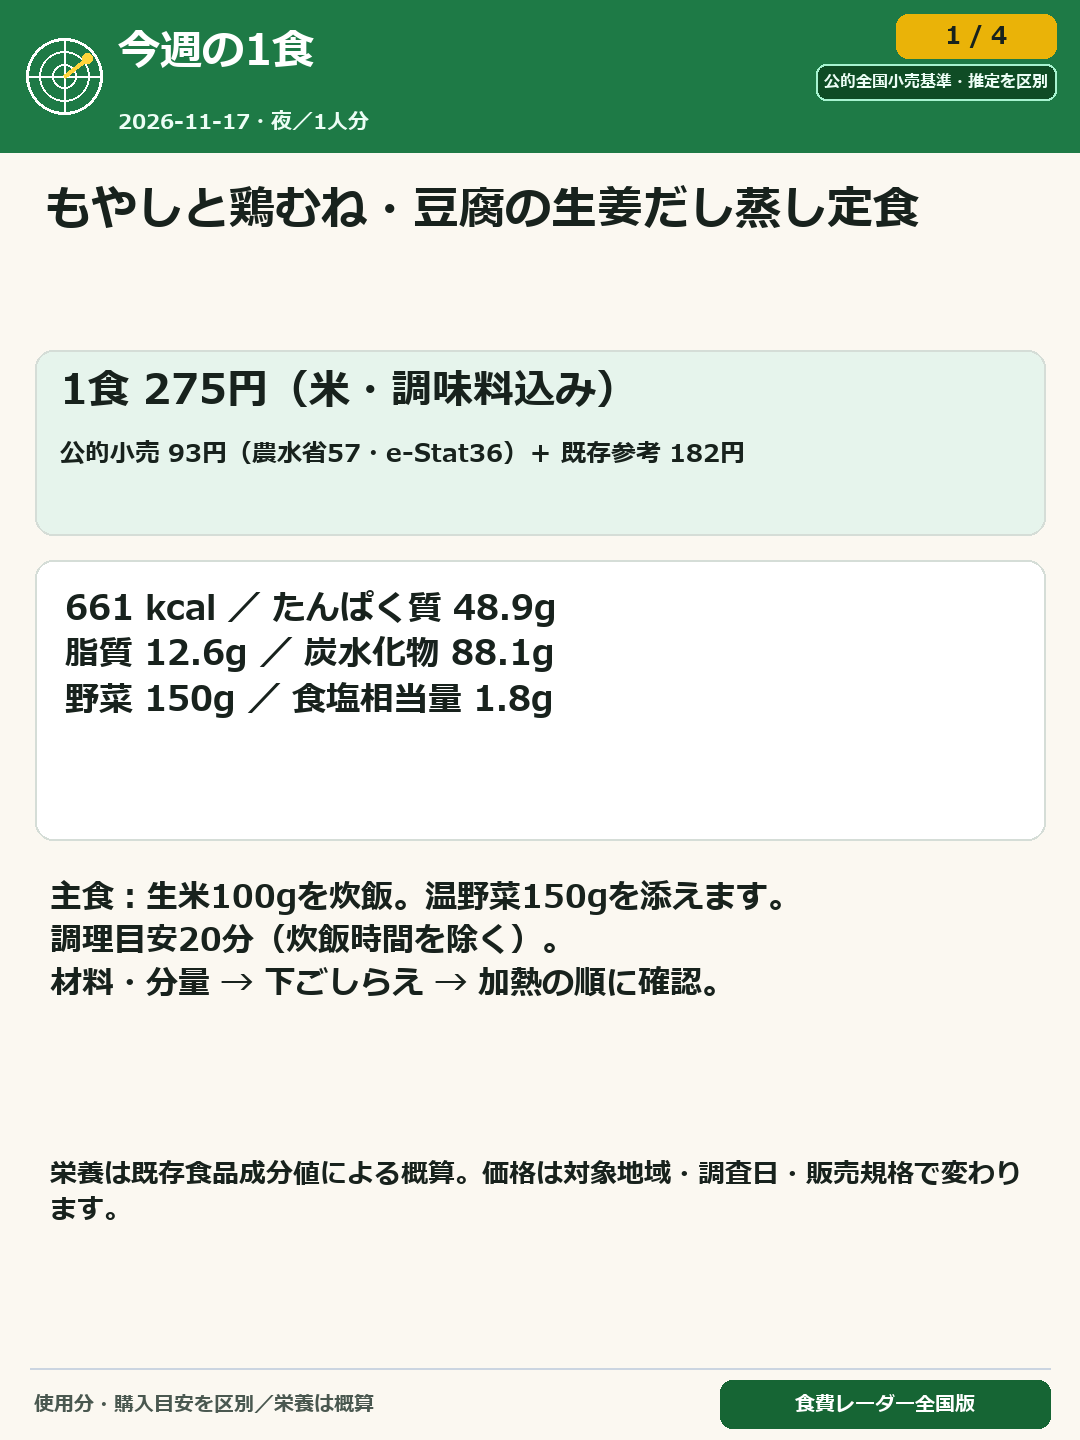 今週の1食
1 / 4
公的全国小売基準・推定を区別
2026-11-17・夜／1人分
もやしと鶏むね・豆腐の生姜だし蒸し定食
1食 275円（米・調味料込み）
公的小売 93円（農水省57・e-Stat36）+ 既存参考 182円
661 kcal ／ たんぱく質 48.9g
脂質 12.6g ／ 炭水化物 88.1g
野菜 150g ／ 食塩相当量 1.8g
主食：生米100gを炊飯。温野菜150gを添えます。
調理目安20分（炊飯時間を除く）。
材料・分量 → 下ごしらえ → 加熱の順に確認。
栄養は既存食品成分値による概算。価格は対象地域・調査日・販売規格で変わり
ます。
使用分・購入目安を区別／栄養は概算
食費レーダー全国版